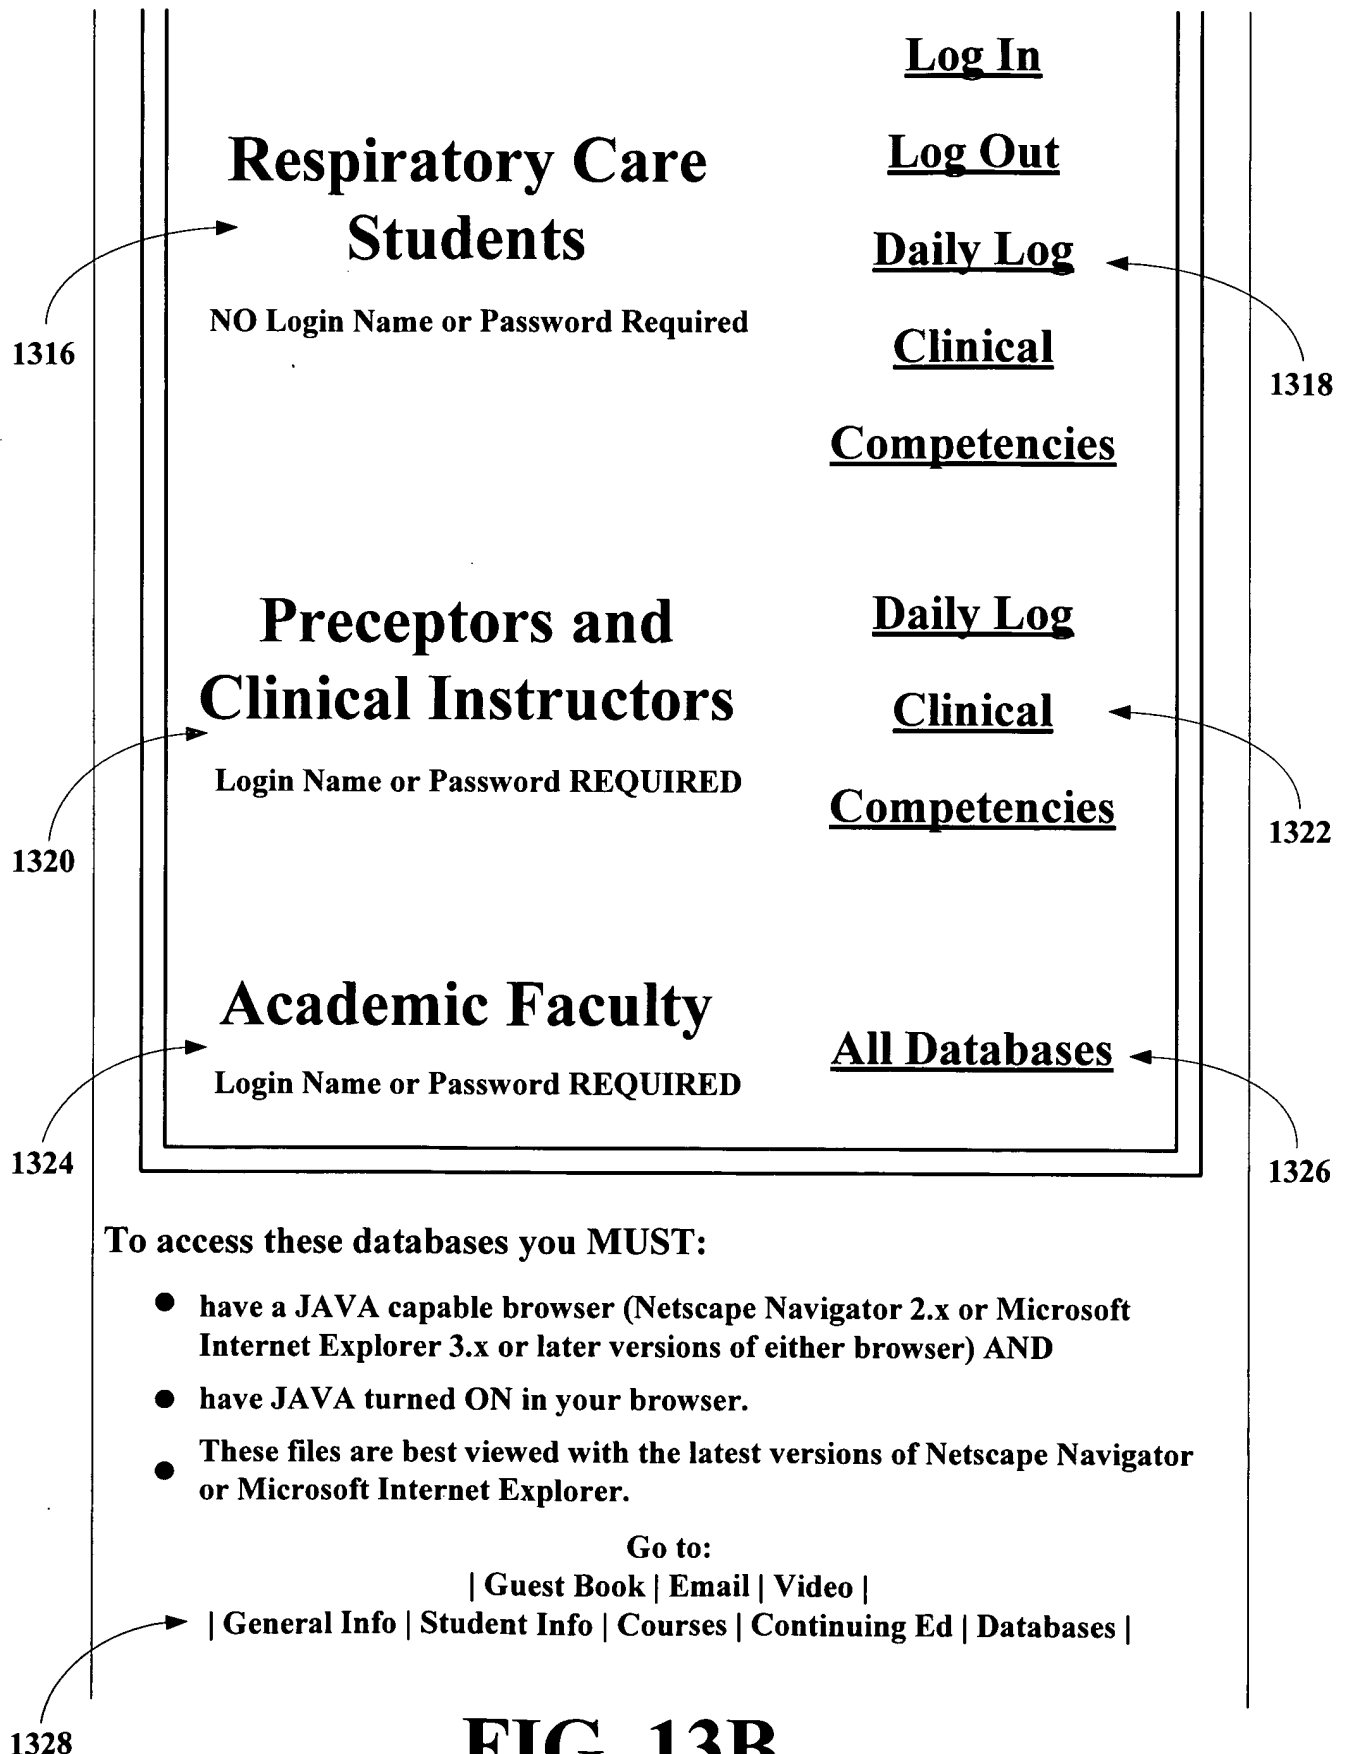 Log In
Respiratory Care
Students
NO Login Name or Password Required
Log Out
Daily Log
Clinical
Competencies
1316
1318
Preceptors and
Clinical Instructors
Login Name or Password REQUIRED
Daily Log
Clinical
Competencies
1320
1322
Academic Faculty
Login Name or Password REQUIRED
All Databases
1324
1326
To access these databases you MUST:
● have a JAVA capable browser (Netscape Navigator 2.x or Microsoft
Internet Explorer 3.x or later versions of either browser) AND
● have JAVA turned ON in your browser.
● These files are best viewed with the latest versions of Netscape Navigator
or Microsoft Internet Explorer.
Go to:
| Guest Book | Email | Video |
| General Info | Student Info | Courses | Continuing Ed | Databases |
1328
FIG. 13B